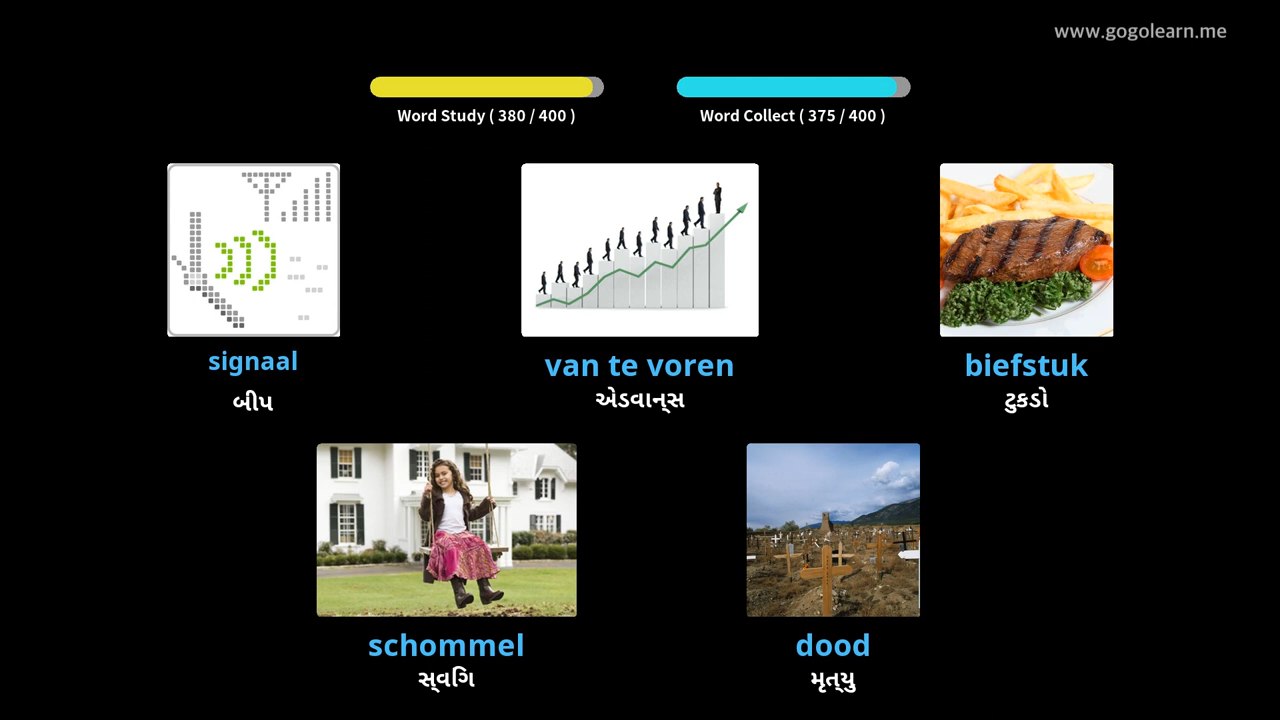 www.gogolearn.me
Word Study ( 380 / 400 )
Word Collect ( 375 / 400 )
signaal
બીપ
van te voren
એડવાન્સ
biefstuk
ટુકડો
schommel
સ્વગિ
dood
મૃત્યુ